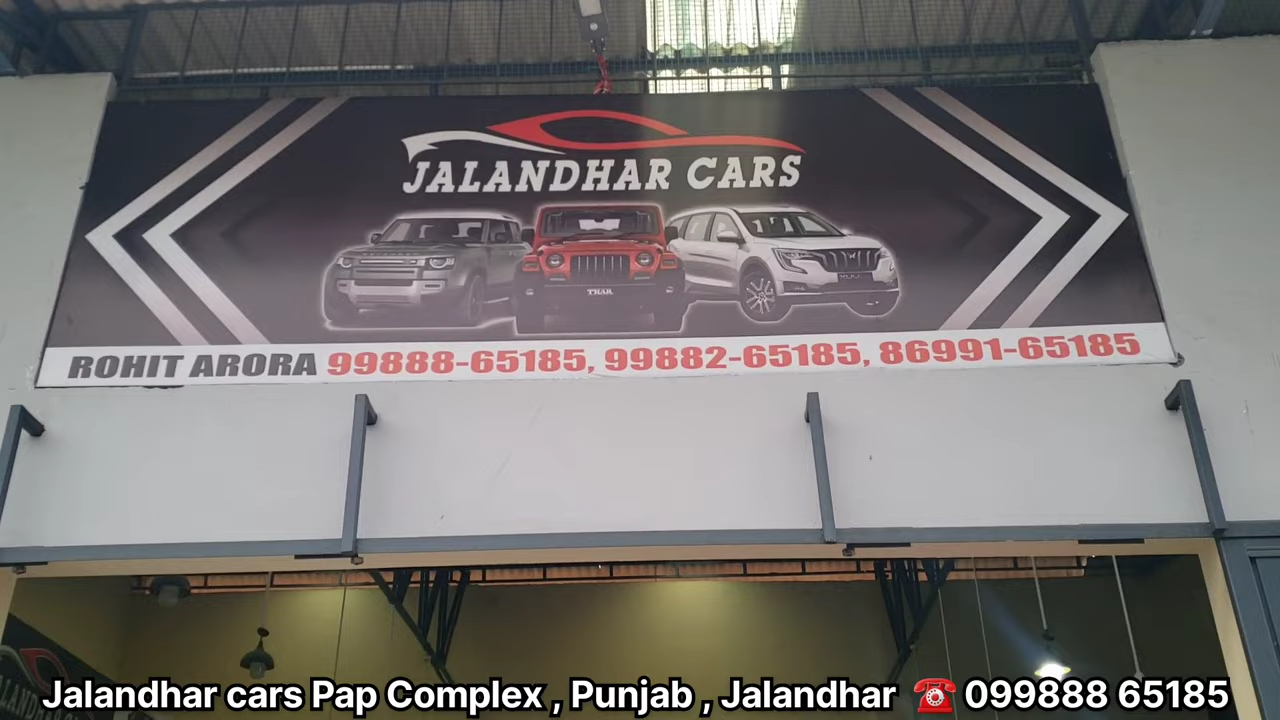 JALANDHAR CARS
THAR
ROHIT ARORA 99888-65185, 99882-65185, 86991-65185
Jalandhar cars Pap Complex , Punjab , Jalandhar ☎️ 099888 65185